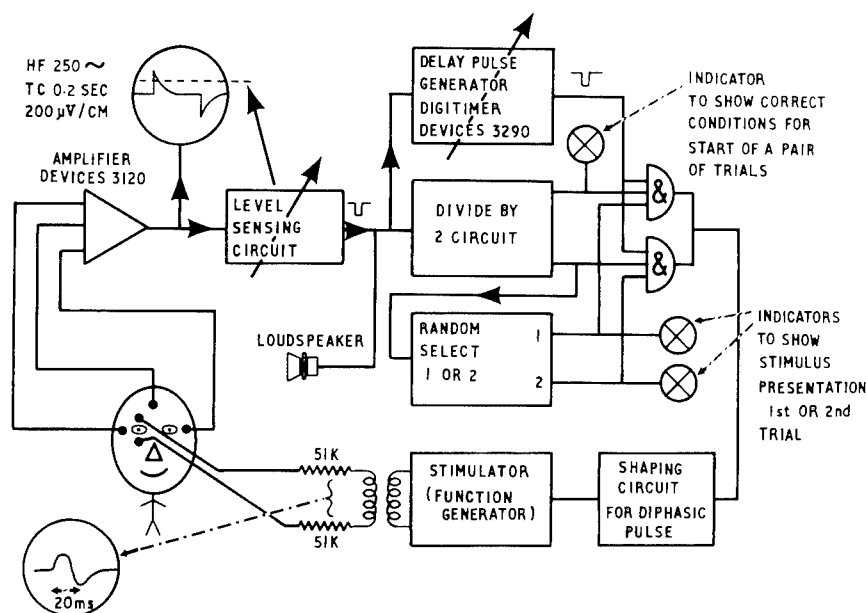 HF 250 ~
TC 0.2 SEC
200 µV/CM
AMPLIFIER
DEVICES 3120
LEVEL
SENSING
CIRCUIT
DELAY PULSE
GENERATOR
DIGITIMER
DEVICES 3290
INDICATOR
TO SHOW CORRECT
CONDITIONS FOR
START OF A PAIR
OF TRIALS
DIVIDE BY
2 CIRCUIT
&
&
LOUDSPEAKER
RANDOM
SELECT
1 OR 2
1
2
INDICATORS
TO SHOW
STIMULUS
PRESENTATION
1st OR 2nd
TRIAL
51K
51K
STIMULATOR
(FUNCTION
GENERATOR)
SHAPING
CIRCUIT
FOR DIPHASIC
PULSE
20ms